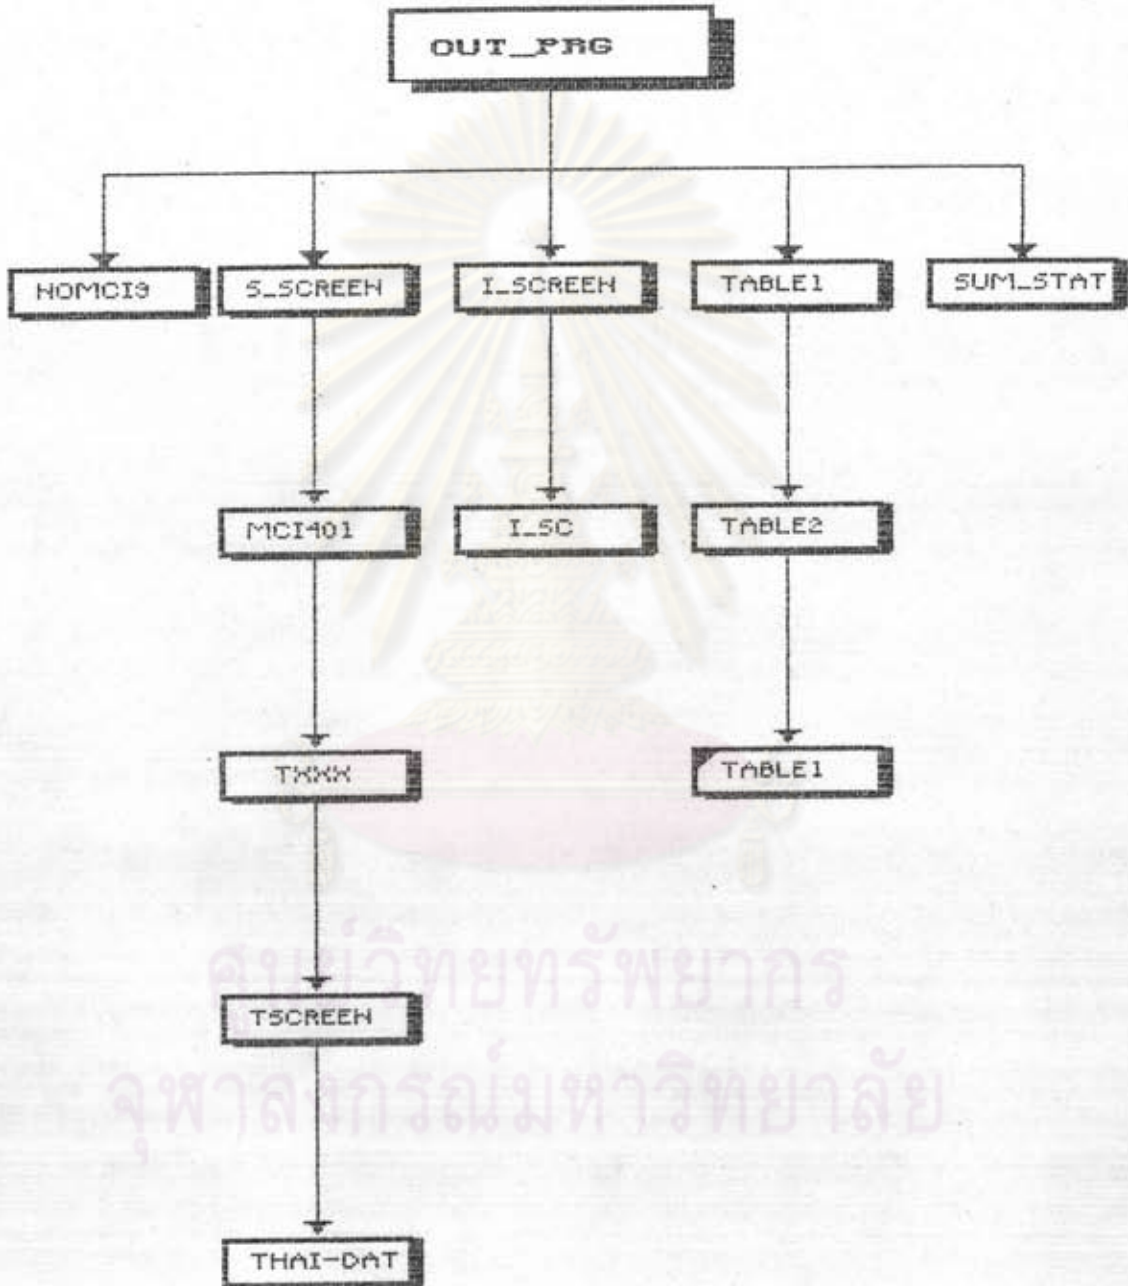 OUT_PRG
NOMCI9
S_SCREEN
I_SCREEN
TABLE1
SUM_STAT
MCI401
I_SC
TABLE2
TXXX
TABLE1
ศูนย์วิทยทรัพยากร
TSCREEN
จุฬาลงกรณ์มหาวิทยาลัย
THAI-DAT